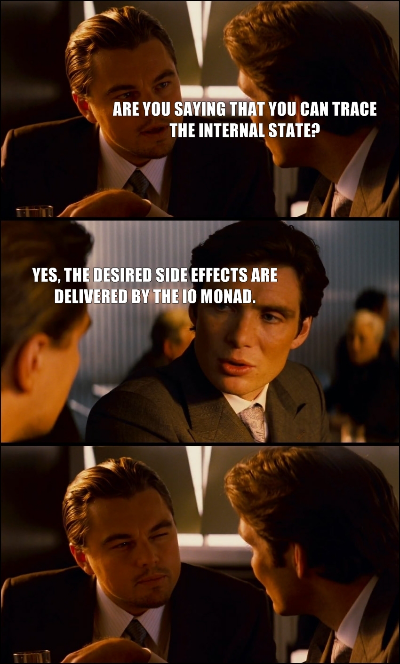 ARE YOU SAYING THAT YOU CAN TRACE
THE INTERNAL STATE?
YES, THE DESIRED SIDE EFFECTS ARE
DELIVERED BY THE IO MONAD.